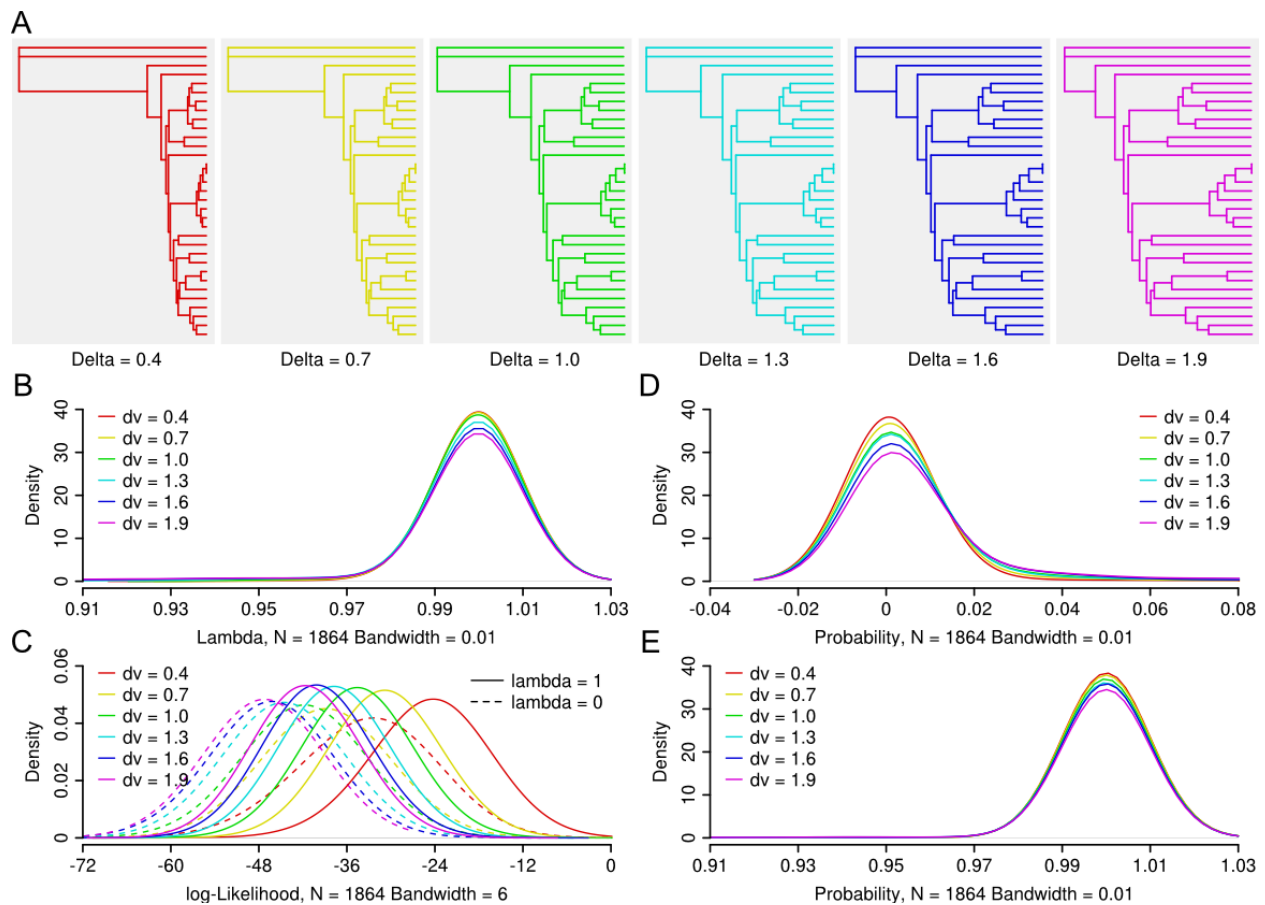 A
Delta = 0.4
Delta = 0.7
Delta = 1.0
Delta = 1.3
Delta = 1.6
Delta = 1.9
B
Density
0
10
20
30
40
dv = 0.4
dv = 0.7
dv = 1.0
dv = 1.3
dv = 1.6
dv = 1.9
0.91 0.93 0.95 0.97 0.99 1.01 1.03
Lambda, N = 1864 Bandwidth = 0.01
D
Density
0
10
20
30
40
dv = 0.4
dv = 0.7
dv = 1.0
dv = 1.3
dv = 1.6
dv = 1.9
-0.04 -0.02 0 0.02 0.04 0.06 0.08
Probability, N = 1864 Bandwidth = 0.01
C
Density
0
0.02
0.04
0.06
dv = 0.4
dv = 0.7
dv = 1.0
dv = 1.3
dv = 1.6
dv = 1.9
lambda = 1
lambda = 0
-72 -60 -48 -36 -24 -12 0
log-Likelihood, N = 1864 Bandwidth = 6
E
Density
0
10
20
30
40
dv = 0.4
dv = 0.7
dv = 1.0
dv = 1.3
dv = 1.6
dv = 1.9
0.91 0.93 0.95 0.97 0.99 1.01 1.03
Probability, N = 1864 Bandwidth = 0.01